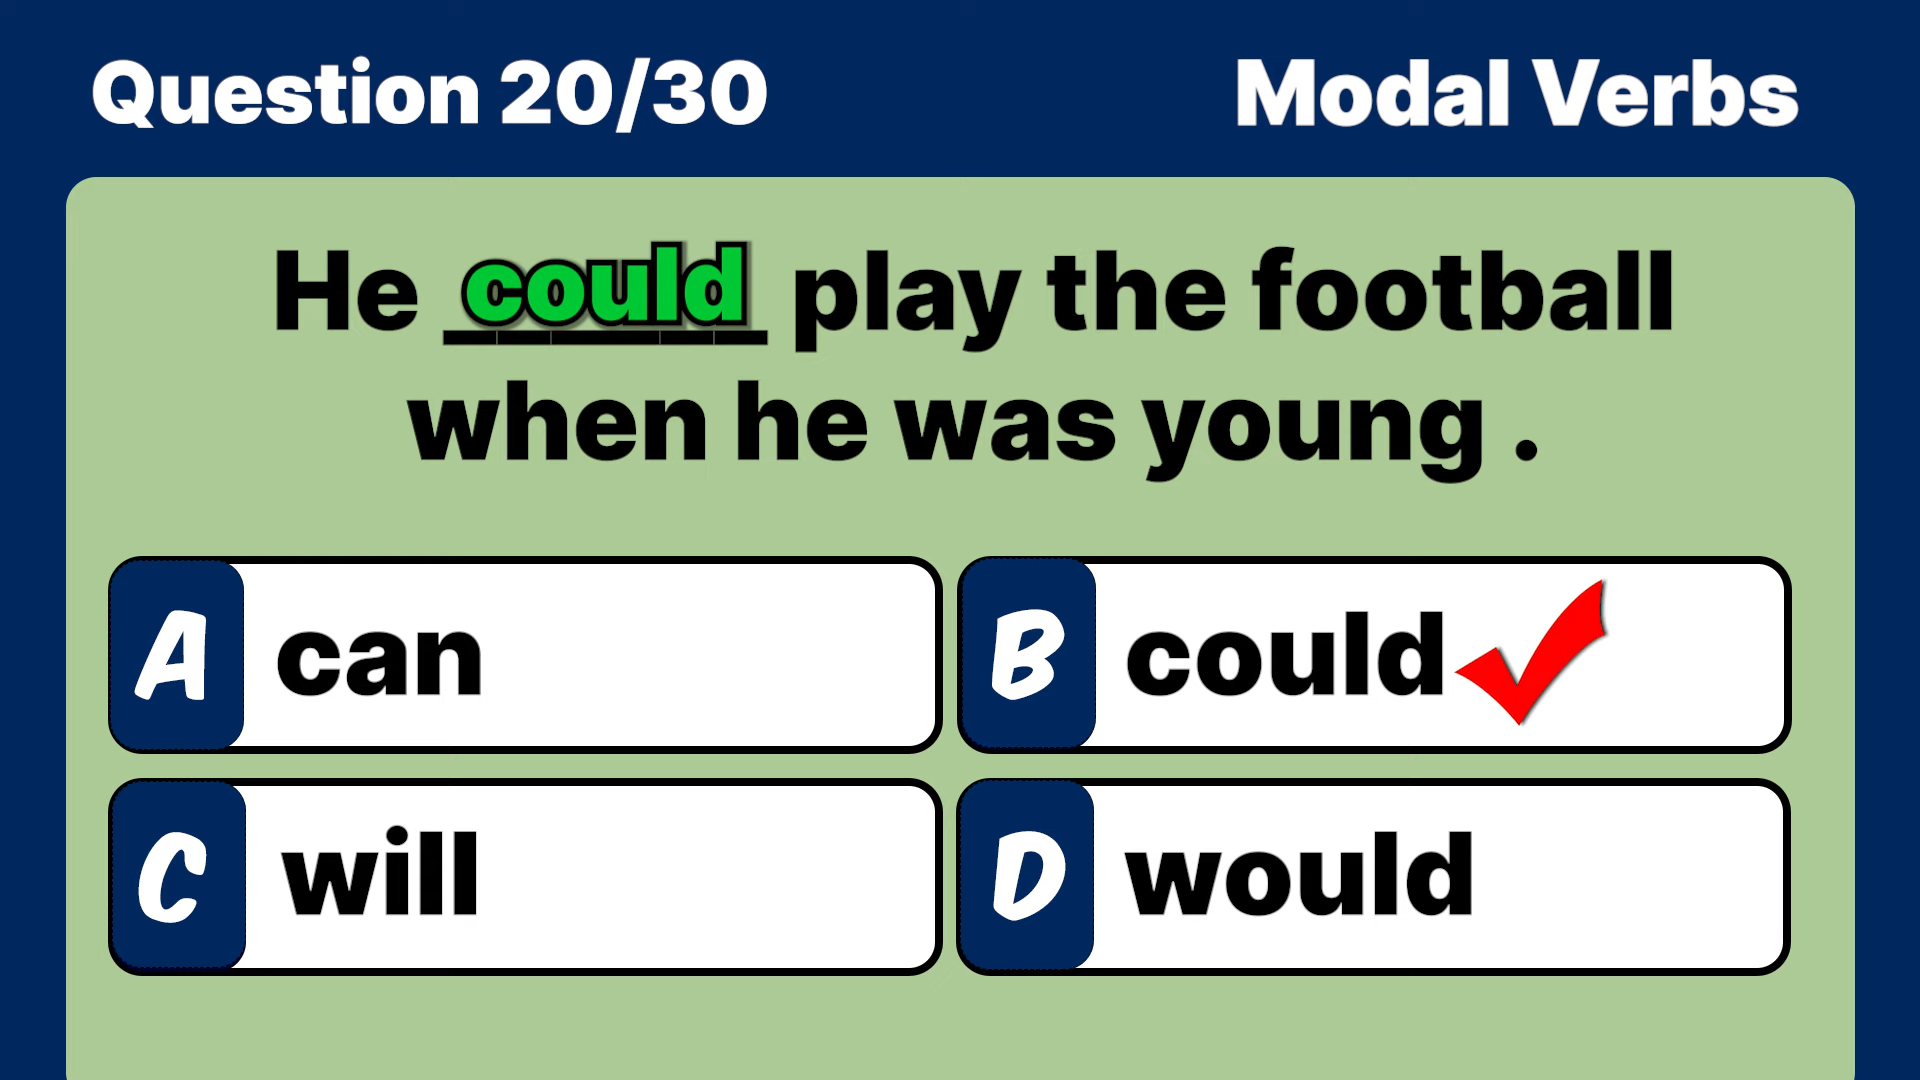 Question 20/30
Modal Verbs
He could play the football
when he was young .
A can
B could
C will
D would